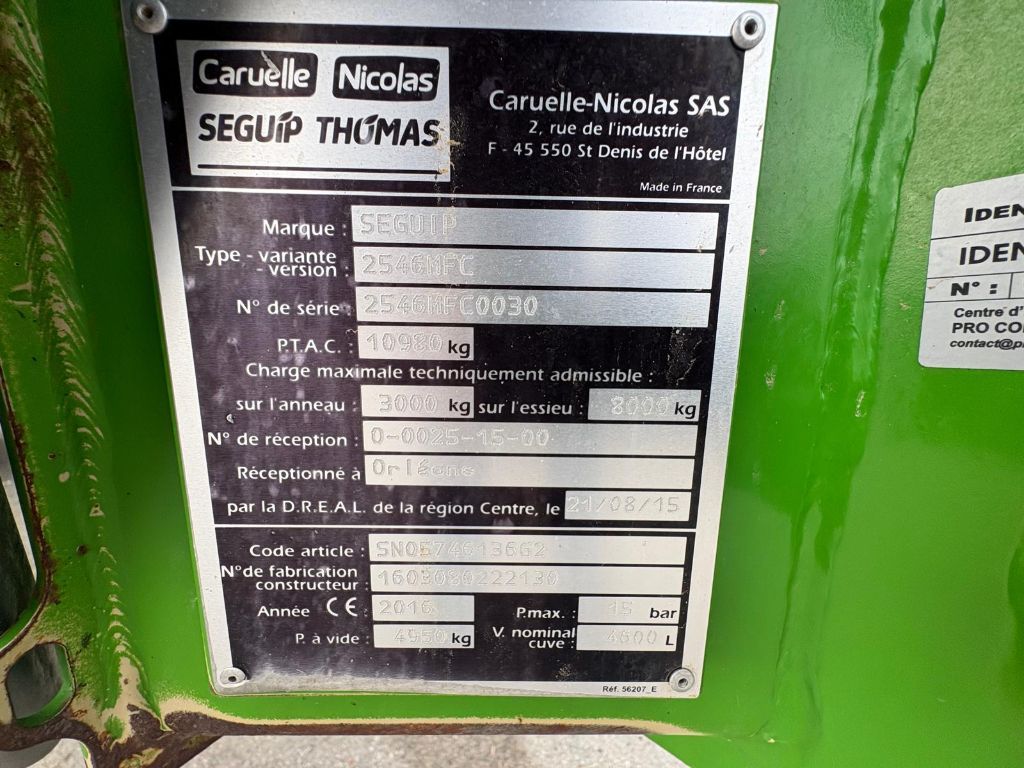 Caruelle Nicolas
SEGUIP THOMAS
Caruelle-Nicolas SAS
2, rue de l'industrie
F - 45 550 St Denis de l'Hôtel
Made in France
Marque : SEGUIP
Type - variante
- version : 2546MFC
N° de série : 2546MFC0030
P.T.A.C. : 10980 kg
Charge maximale techniquement admissible :
sur l'anneau : 3000 kg sur l'essieu : 8000 kg
N° de réception : 0-0025-15-00
Réceptionné à Orléans
par la D.R.E.A.L. de la région Centre, le 21/08/15
Code article :
N° de fabrication
constructeur : 1603080222130
Année CE : 2016 P.max. : 15 bar
P. à vide : 4950 kg V. nominal
cuve : 4600 L
Réf. 56207_E
IDEN
IDEN
N° :
Centre d'
PRO CO
contact@p